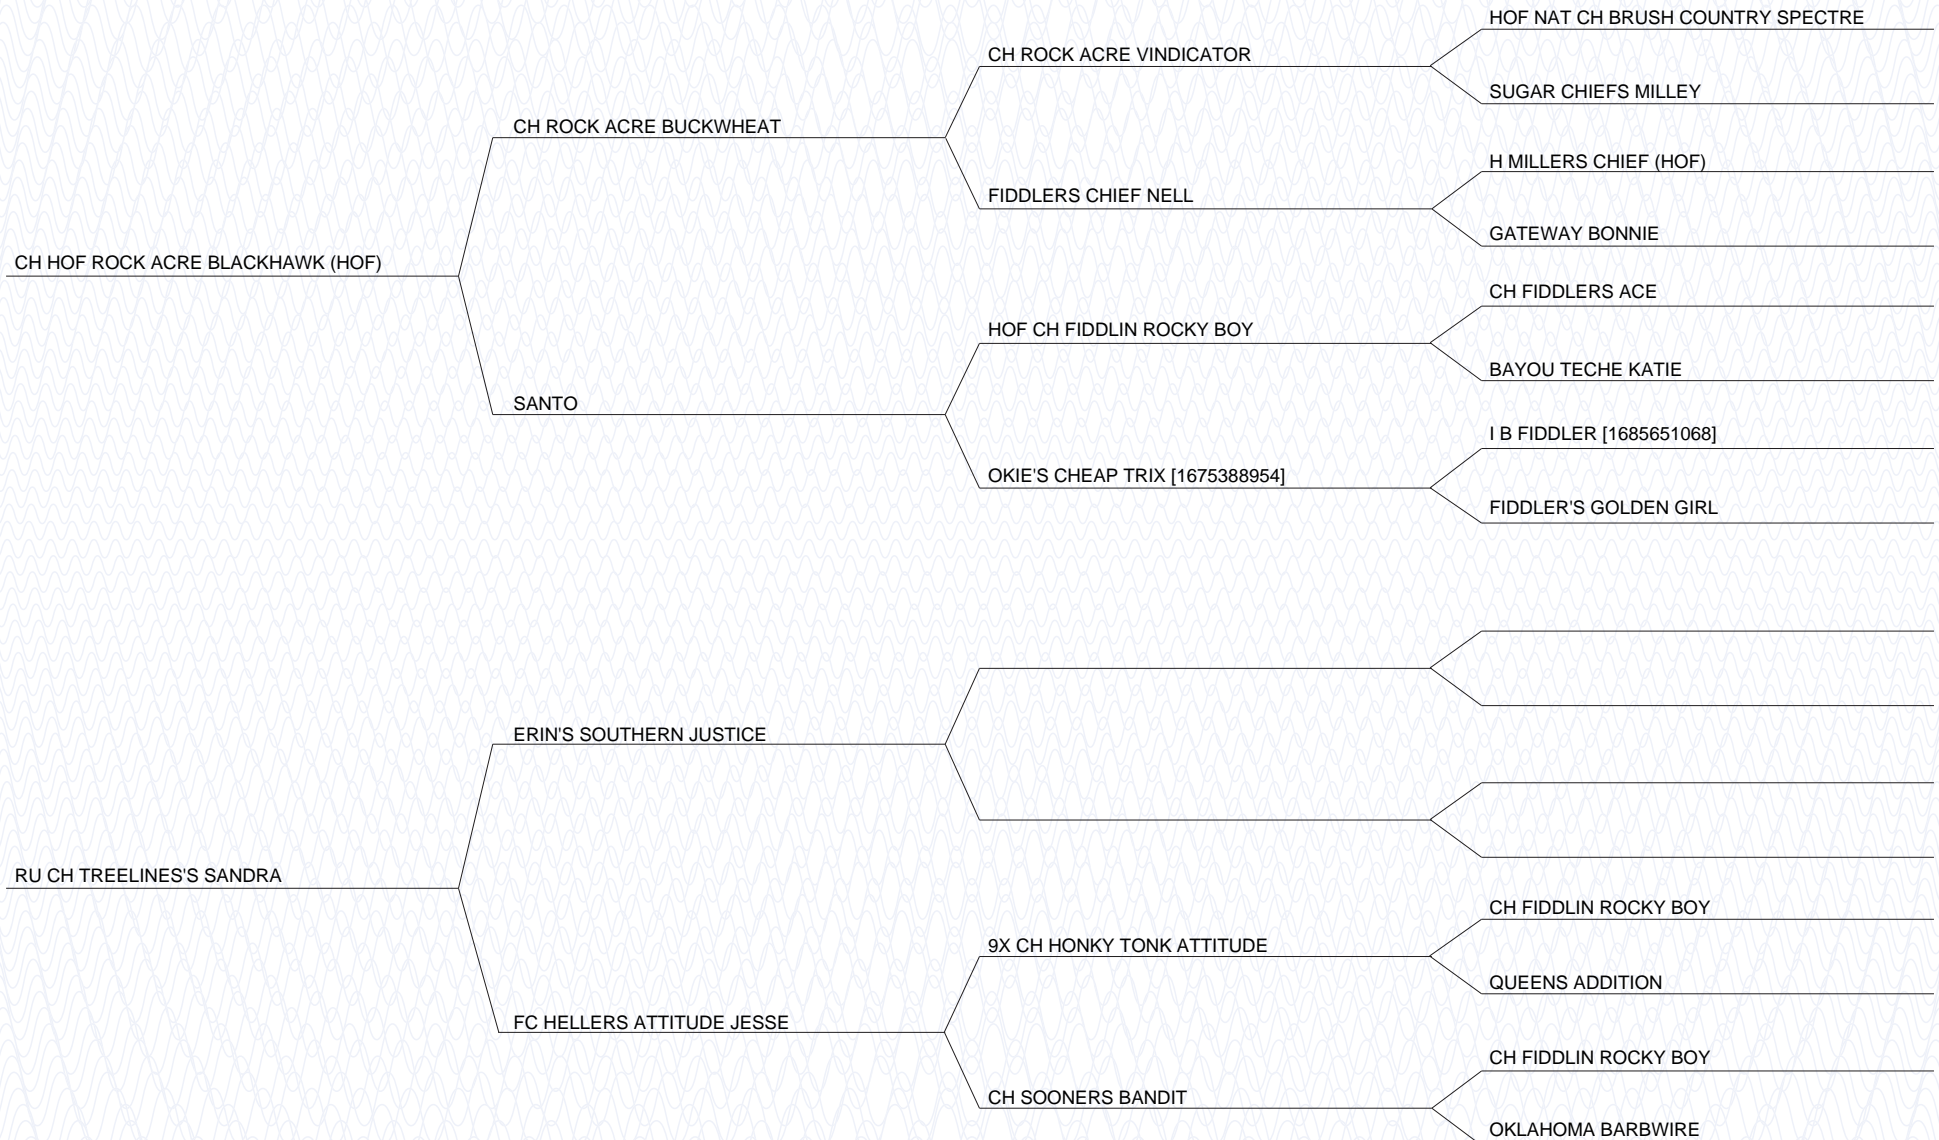 HOF NAT CH BRUSH COUNTRY SPECTRE
CH ROCK ACRE VINDICATOR
SUGAR CHIEFS MILLEY
CH ROCK ACRE BUCKWHEAT
H MILLERS CHIEF (HOF)
FIDDLERS CHIEF NELL
GATEWAY BONNIE
CH HOF ROCK ACRE BLACKHAWK (HOF)
CH FIDDLERS ACE
HOF CH FIDDLIN ROCKY BOY
BAYOU TECHE KATIE
SANTO
I B FIDDLER [1685651068]
OKIE'S CHEAP TRIX [1675388954]
FIDDLER'S GOLDEN GIRL
ERIN'S SOUTHERN JUSTICE
RU CH TREELINES'S SANDRA
CH FIDDLIN ROCKY BOY
9X CH HONKY TONK ATTITUDE
QUEENS ADDITION
FC HELLERS ATTITUDE JESSE
CH FIDDLIN ROCKY BOY
CH SOONERS BANDIT
OKLAHOMA BARBWIRE